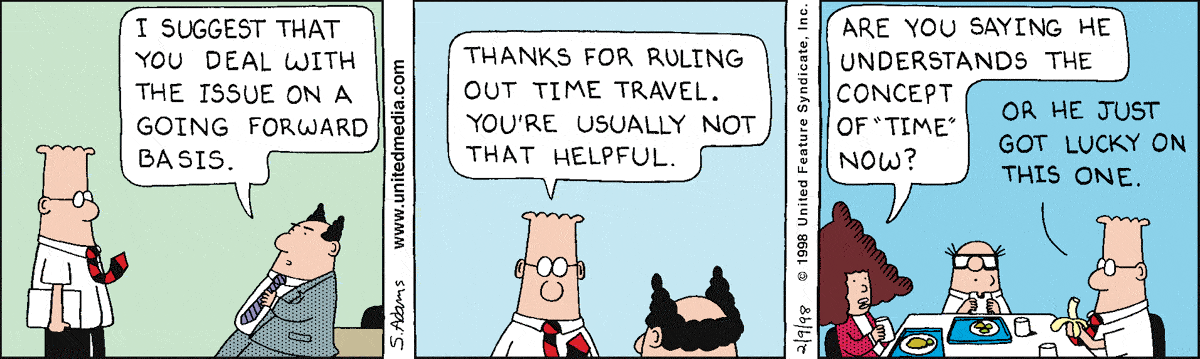 I SUGGEST THAT
YOU DEAL WITH
THE ISSUE ON A
GOING FORWARD
BASIS.
S. Adams
www.unitedmedia.com
THANKS FOR RULING
OUT TIME TRAVEL.
YOU'RE USUALLY NOT
THAT HELPFUL.
2/9/98 © 1998 United Feature Syndicate, Inc.
ARE YOU SAYING HE
UNDERSTANDS THE
CONCEPT
OF "TIME"
NOW?
OR HE JUST
GOT LUCKY ON
THIS ONE.